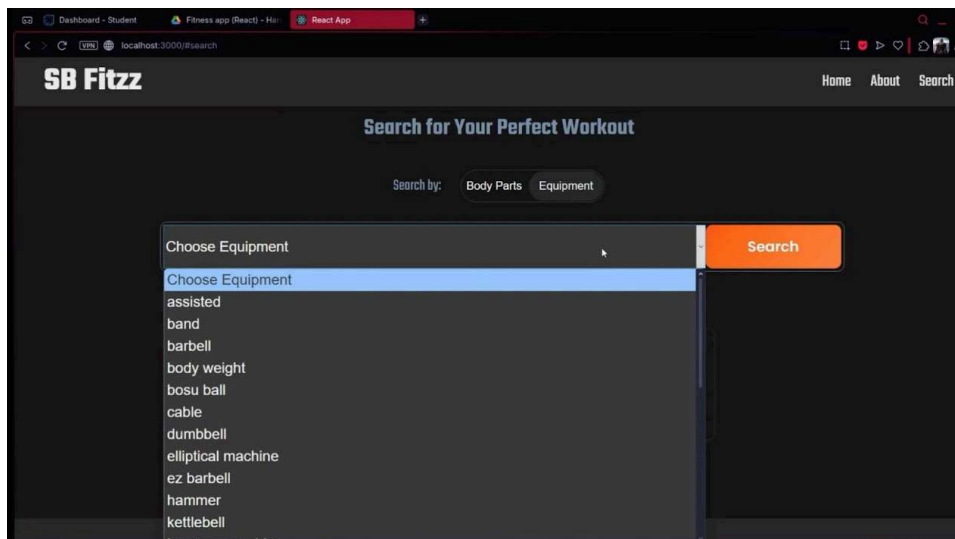 Dashboard - Student
Fitness app (React) - Har
React App
VPN localhost:3000/#search
SB Fitzz
Home About Search
Search for Your Perfect Workout
Search by: Body Parts Equipment
Choose Equipment
Search
Choose Equipment
assisted
band
barbell
body weight
bosu ball
cable
dumbbell
elliptical machine
ez barbell
hammer
kettlebell